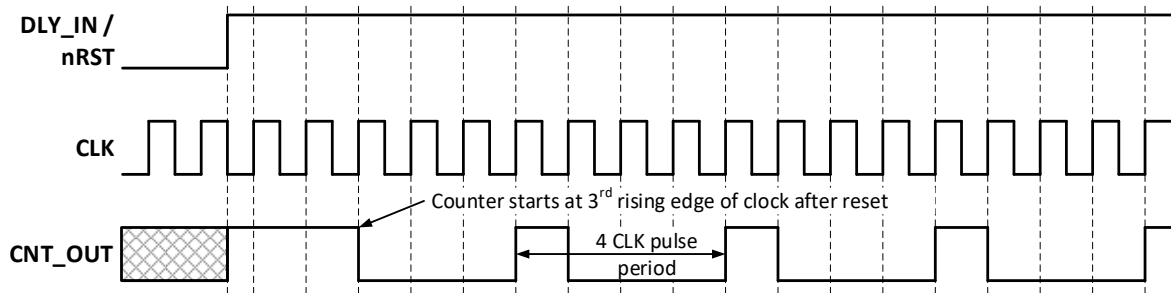 DLY_IN /
nRST
CLK
Counter starts at 3rd rising edge of clock after reset
CNT_OUT
4 CLK pulse
period